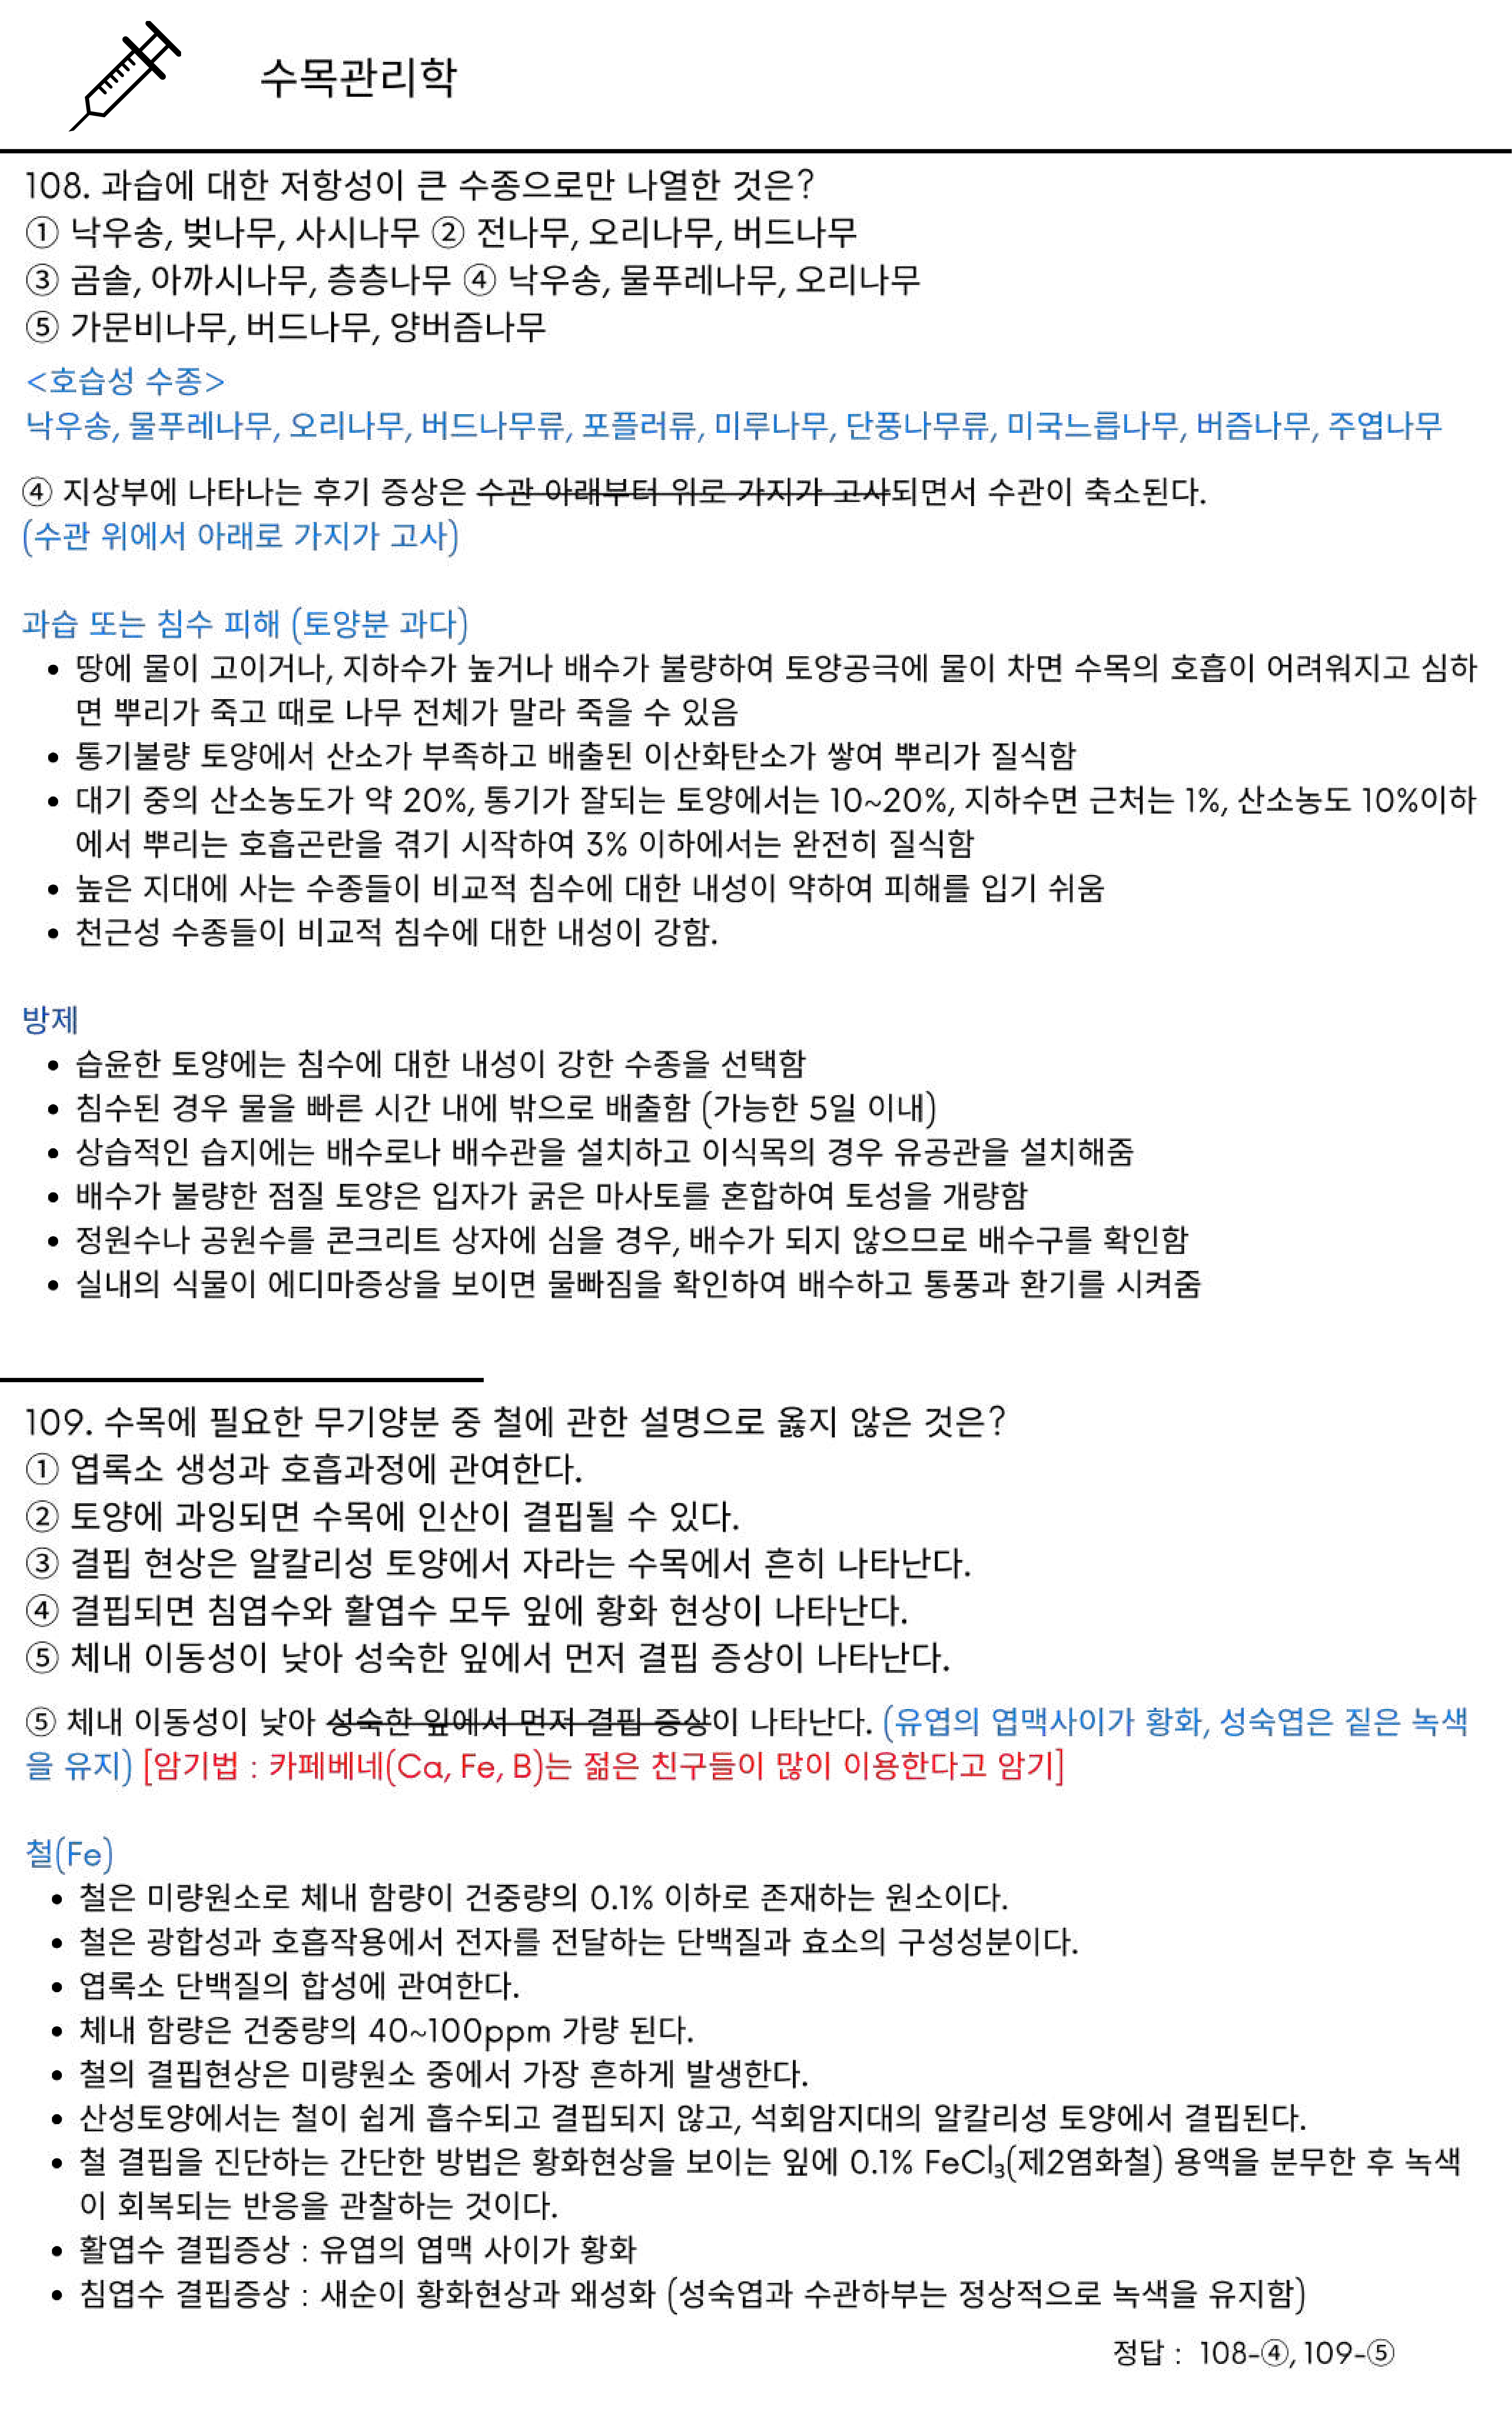 수목관리학
108. 과습에 대한 저항성이 큰 수종으로만 나열한 것은?
① 낙우송, 벚나무, 사시나무 ② 전나무, 오리나무, 버드나무
③ 곰솔, 아까시나무, 층층나무 ④ 낙우송, 물푸레나무, 오리나무
⑤ 가문비나무, 버드나무, 양버즘나무
<호습성 수종>
낙우송, 물푸레나무, 오리나무, 버드나무류, 포플러류, 미루나무, 단풍나무류, 미국느릅나무, 버즘나무, 주엽나무
④ 지상부에 나타나는 후기 증상은 수관 아래부터 위로 가지가 고사되면서 수관이 축소된다.
(수관 위에서 아래로 가지가 고사)
과습 또는 침수 피해 (토양분 과다)
• 땅에 물이 고이거나, 지하수가 높거나 배수가 불량하여 토양공극에 물이 차면 수목의 호흡이 어려워지고 심하
면 뿌리가 죽고 때로 나무 전체가 말라 죽을 수 있음
• 통기불량 토양에서 산소가 부족하고 배출된 이산화탄소가 쌓여 뿌리가 질식함
• 대기 중의 산소농도가 약 20%, 통기가 잘되는 토양에서는 10~20%, 지하수면 근처는 1%, 산소농도 10%이하
에서 뿌리는 호흡곤란을 겪기 시작하여 3% 이하에서는 완전히 질식함
• 높은 지대에 사는 수종들이 비교적 침수에 대한 내성이 약하여 피해를 입기 쉬움
• 천근성 수종들이 비교적 침수에 대한 내성이 강함.
방제
• 습윤한 토양에는 침수에 대한 내성이 강한 수종을 선택함
• 침수된 경우 물을 빠른 시간 내에 밖으로 배출함 (가능한 5일 이내)
• 상습적인 습지에는 배수로나 배수관을 설치하고 이식목의 경우 유공관을 설치해줌
• 배수가 불량한 점질 토양은 입자가 굵은 마사토를 혼합하여 토성을 개량함
• 정원수나 공원수를 콘크리트 상자에 심을 경우, 배수가 되지 않으므로 배수구를 확인함
• 실내의 식물이 에디마증상을 보이면 물빠짐을 확인하여 배수하고 통풍과 환기를 시켜줌
109. 수목에 필요한 무기양분 중 철에 관한 설명으로 옳지 않은 것은?
① 엽록소 생성과 호흡과정에 관여한다.
② 토양에 과잉되면 수목에 인산이 결핍될 수 있다.
③ 결핍 현상은 알칼리성 토양에서 자라는 수목에서 흔히 나타난다.
④ 결핍되면 침엽수와 활엽수 모두 잎에 황화 현상이 나타난다.
⑤ 체내 이동성이 낮아 성숙한 잎에서 먼저 결핍 증상이 나타난다.
⑤ 체내 이동성이 낮아 성숙한 잎에서 먼저 결핍 증상이 나타난다. (유엽의 엽맥사이가 황화, 성숙엽은 짙은 녹색
을 유지) [암기법 : 카페베네(Ca, Fe, B)는 젊은 친구들이 많이 이용한다고 암기]
철(Fe)
• 철은 미량원소로 체내 함량이 건중량의 0.1% 이하로 존재하는 원소이다.
• 철은 광합성과 호흡작용에서 전자를 전달하는 단백질과 효소의 구성성분이다.
• 엽록소 단백질의 합성에 관여한다.
• 체내 함량은 건중량의 40~100ppm 가량 된다.
• 철의 결핍현상은 미량원소 중에서 가장 흔하게 발생한다.
• 산성토양에서는 철이 쉽게 흡수되고 결핍되지 않고, 석회암지대의 알칼리성 토양에서 결핍된다.
• 철 결핍을 진단하는 간단한 방법은 황화현상을 보이는 잎에 0.1% FeCl₃(제2염화철) 용액을 분무한 후 녹색
이 회복되는 반응을 관찰하는 것이다.
• 활엽수 결핍증상 : 유엽의 엽맥 사이가 황화
• 침엽수 결핍증상 : 새순이 황화현상과 왜성화 (성숙엽과 수관하부는 정상적으로 녹색을 유지함)
정답 : 108-④, 109-⑤